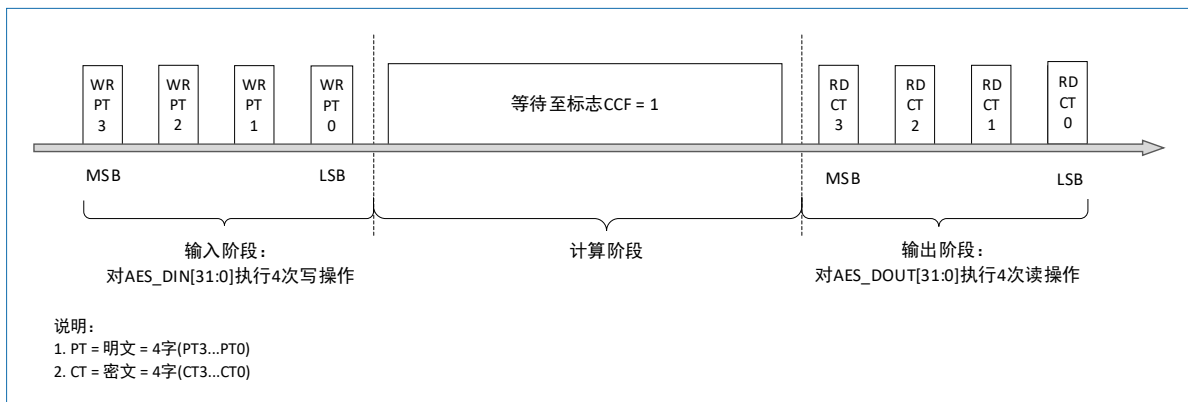 WR
PT
3
WR
PT
2
WR
PT
1
WR
PT
0
等待至标志CCF = 1
RD
CT
3
RD
CT
2
RD
CT
1
RD
CT
0
MSB
LSB
MSB
LSB
输入阶段：
对AES_DIN[31:0]执行4次写操作
计算阶段
输出阶段：
对AES_DOUT[31:0]执行4次读操作
说明：
1. PT = 明文 = 4字(PT3...PT0)
2. CT = 密文 = 4字(CT3...CT0)